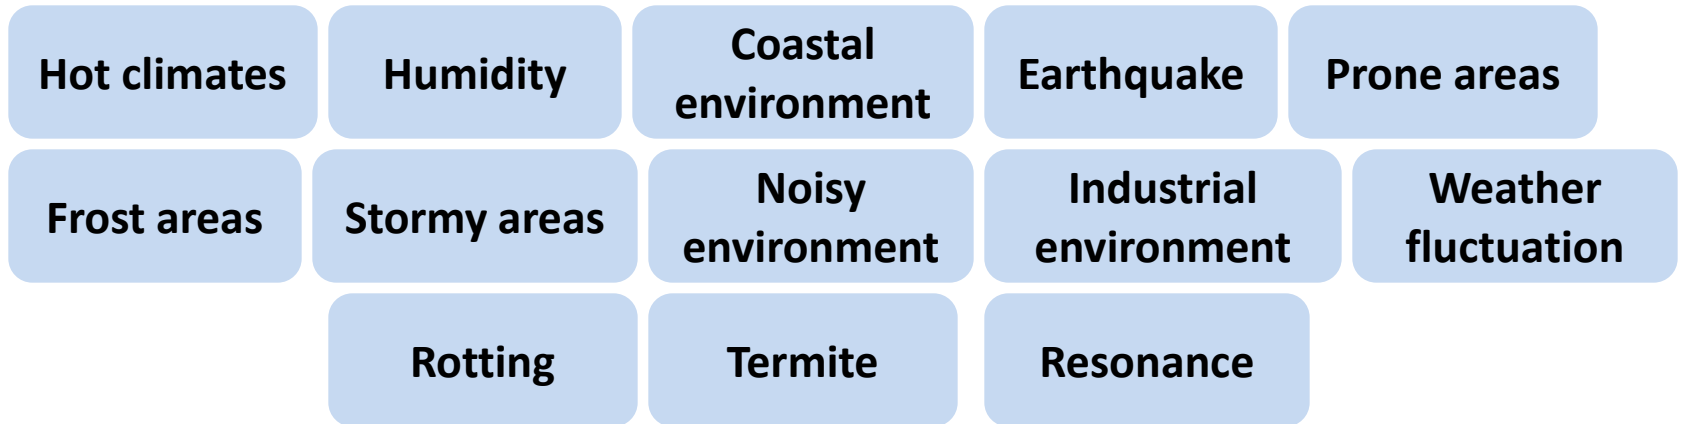 Hot climates
Humidity
Coastal
environment
Earthquake
Prone areas
Frost areas
Stormy areas
Noisy
environment
Industrial
environment
Weather
fluctuation
Rotting
Termite
Resonance